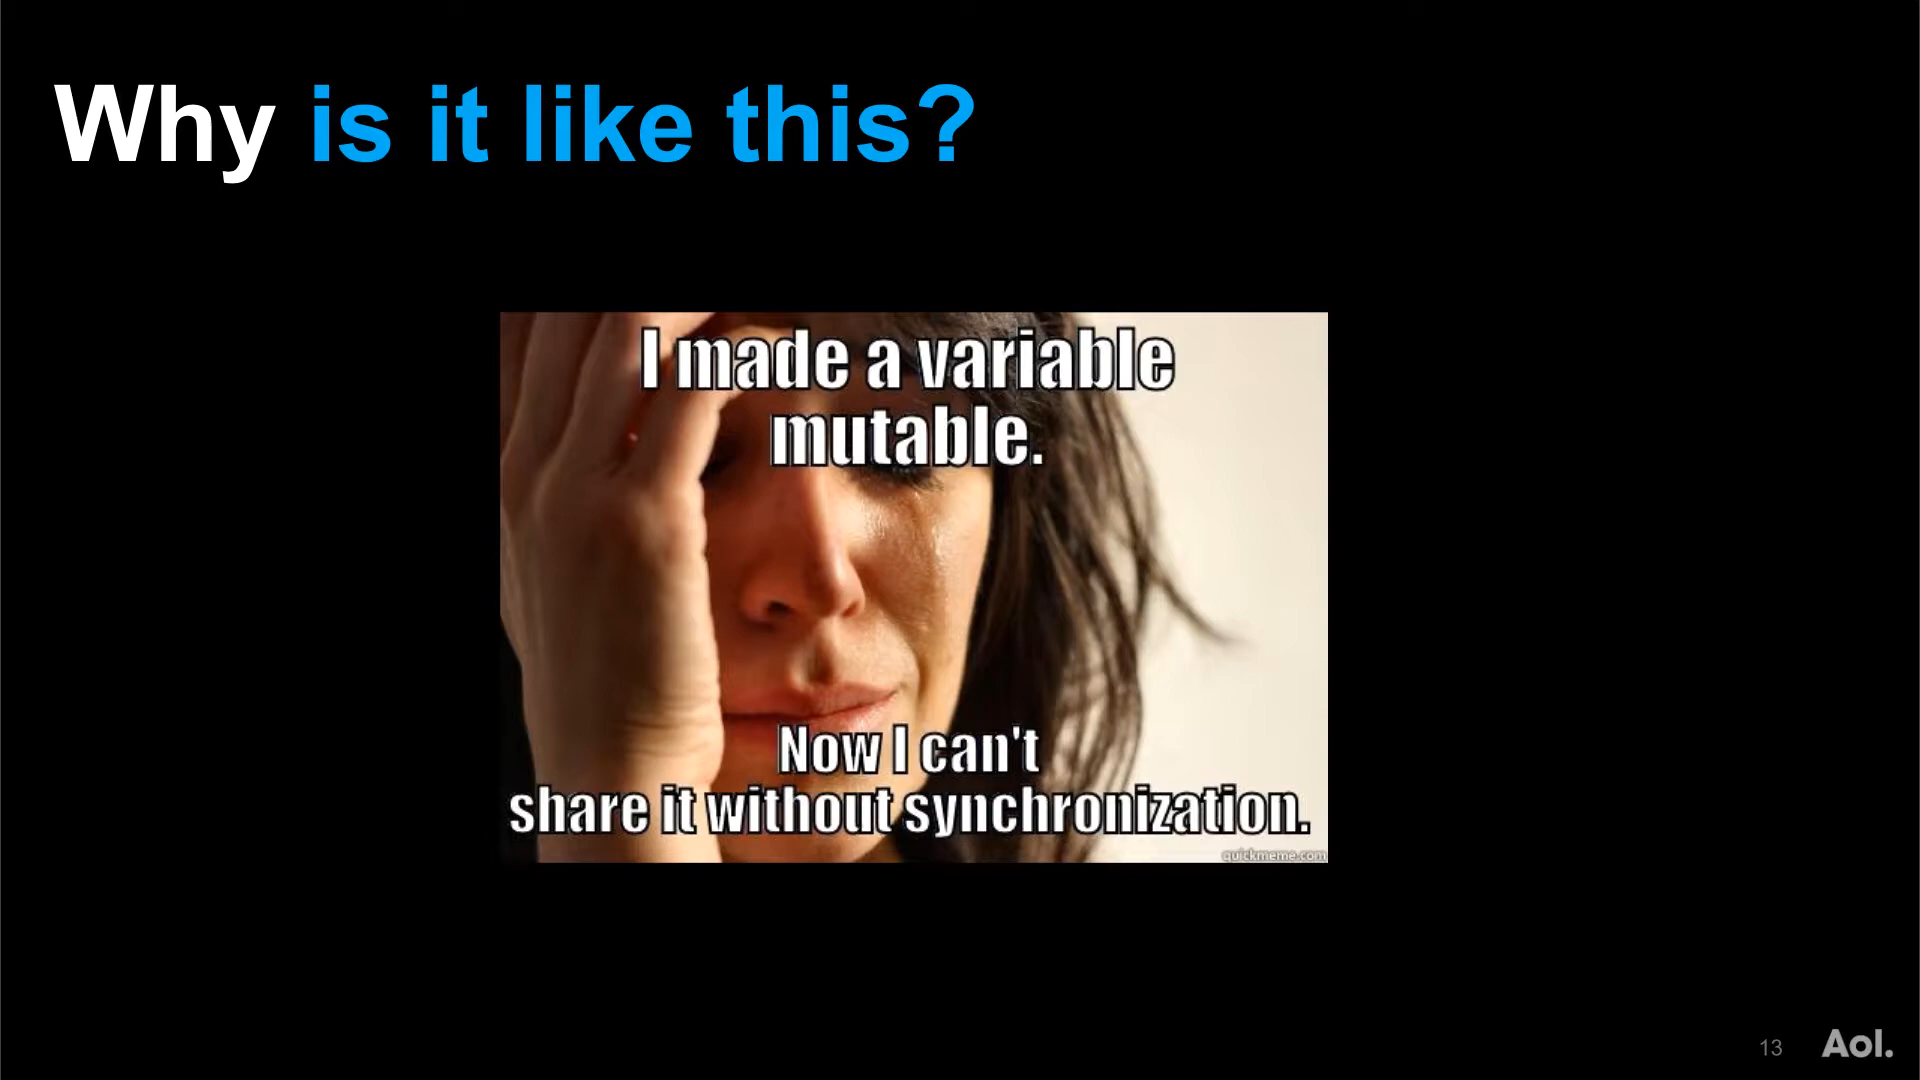 Why is it like this?
I made a variable
mutable.
Now I can't
share it without synchronization.
quickmeme.com
13
Aol.